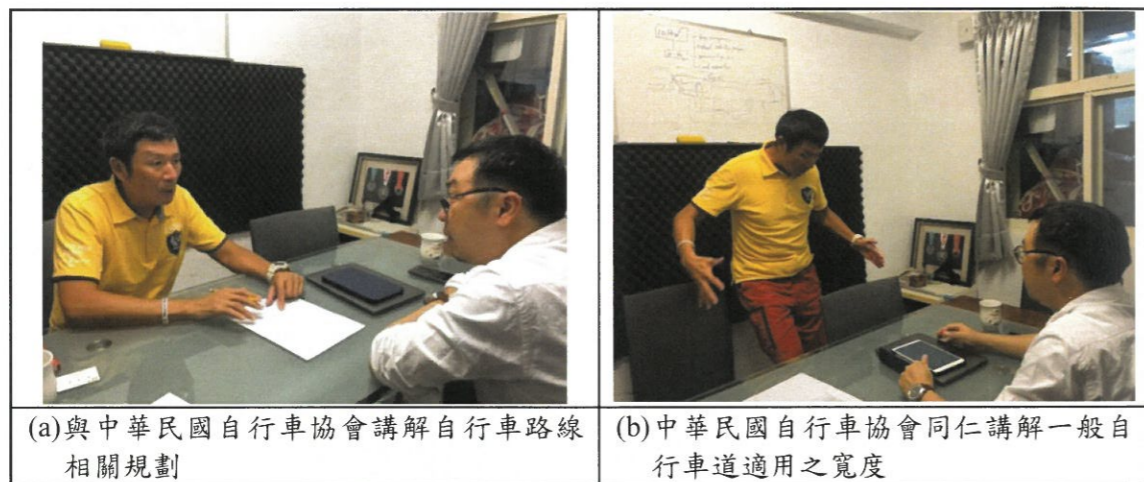 (a)與中華民國自行車協會講解自行車路線
相關規劃
(b)中華民國自行車協會同仁講解一般自
行車道適用之寬度